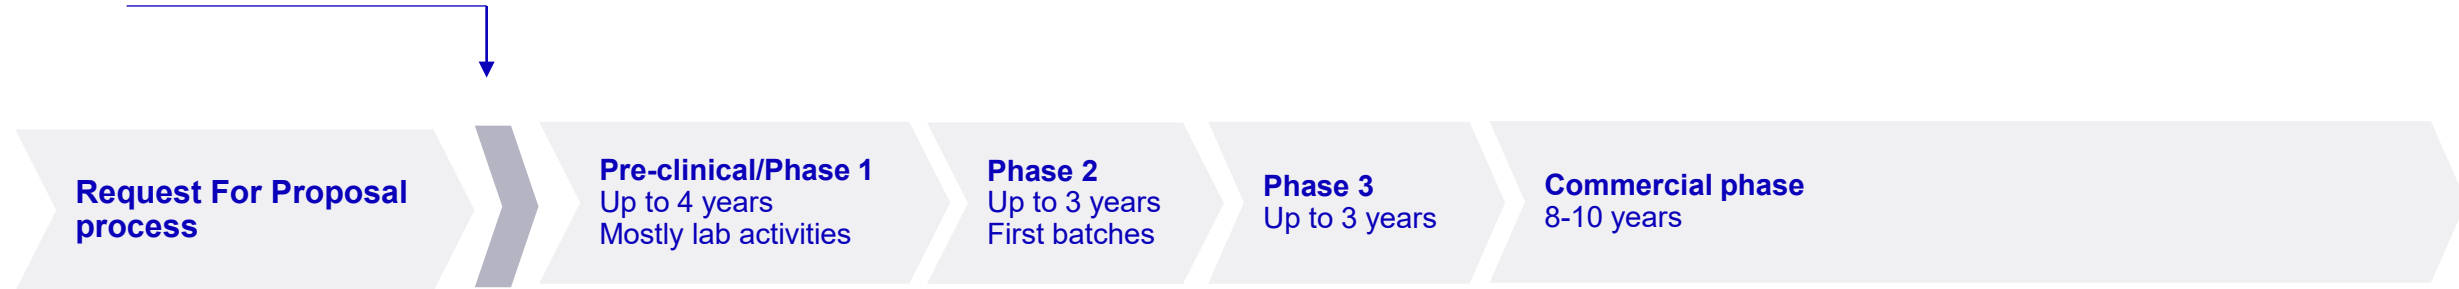 Request For Proposal
process
Pre-clinical/Phase 1
Up to 4 years
Mostly lab activities
Phase 2
Up to 3 years
First batches
Phase 3
Up to 3 years
Commercial phase
8-10 years